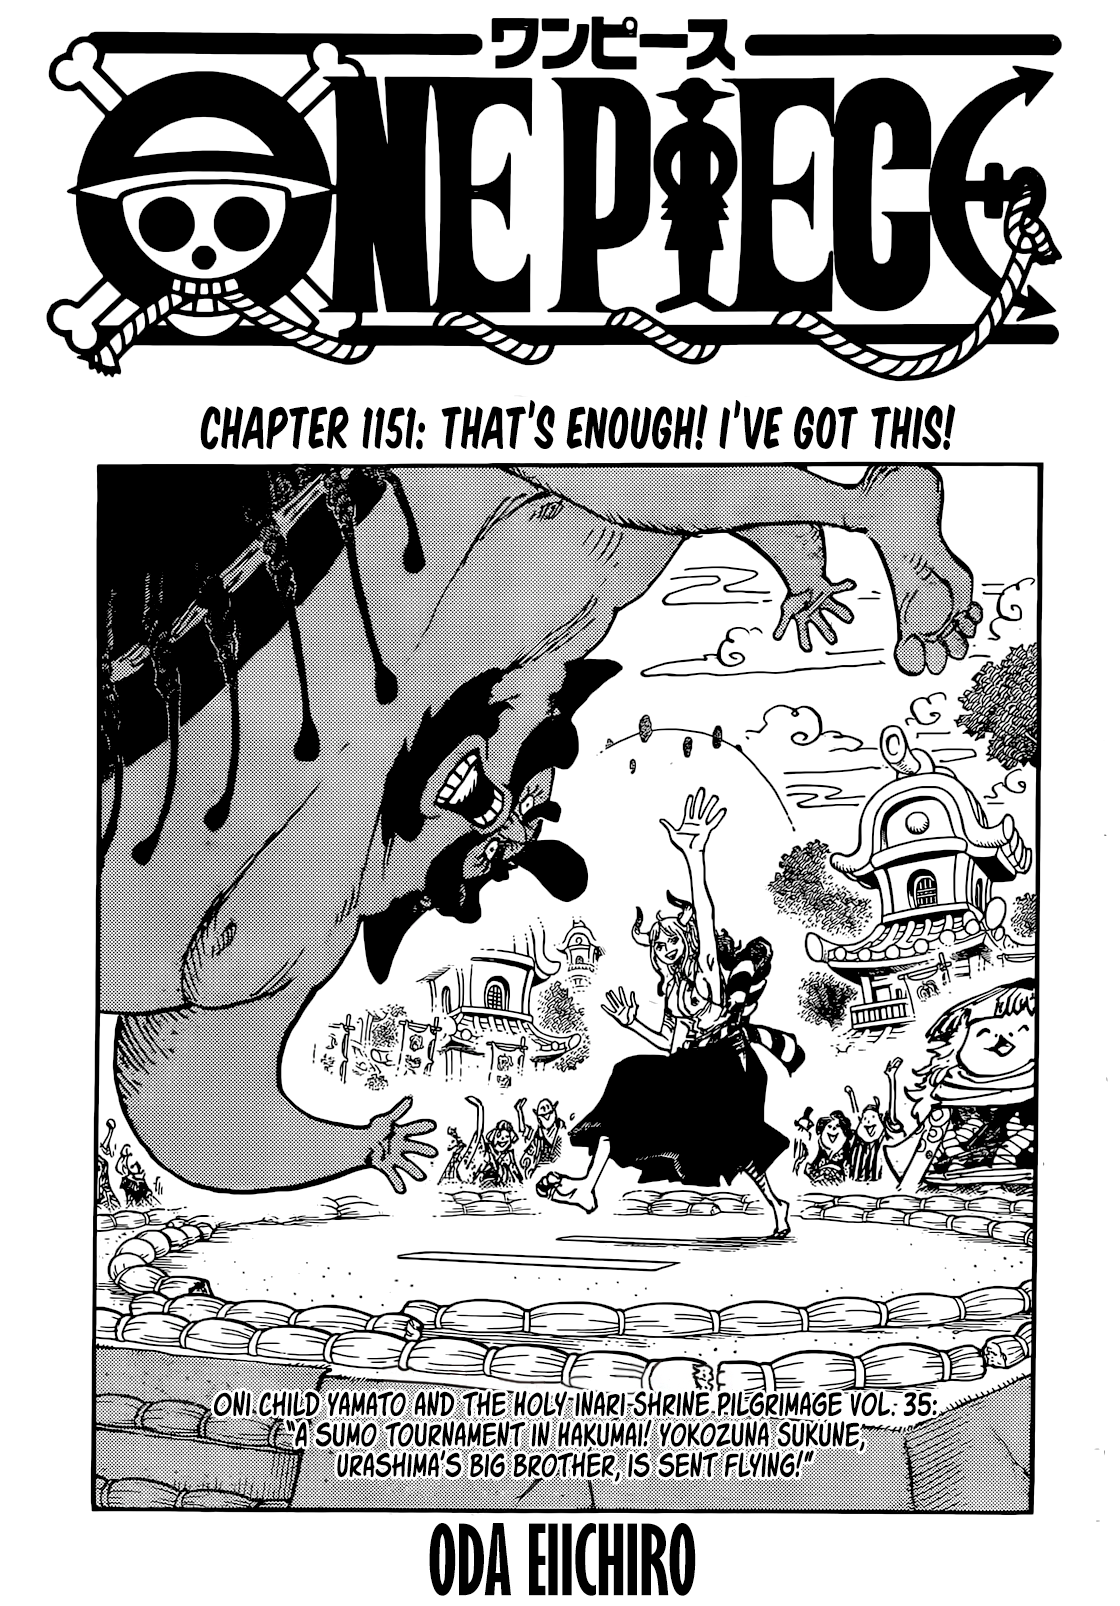 ワンピース
ONE PIECE
CHAPTER 1151: THAT'S ENOUGH! I'VE GOT THIS!
ONI CHILD YAMATO AND THE HOLY INARI SHRINE PILGRIMAGE VOL. 35:
"A SUMO TOURNAMENT IN HAKUMAI! YOKOZUNA SUKUNE,
URASHIMA'S BIG BROTHER, IS SENT FLYING!"
ODA EIICHIRO